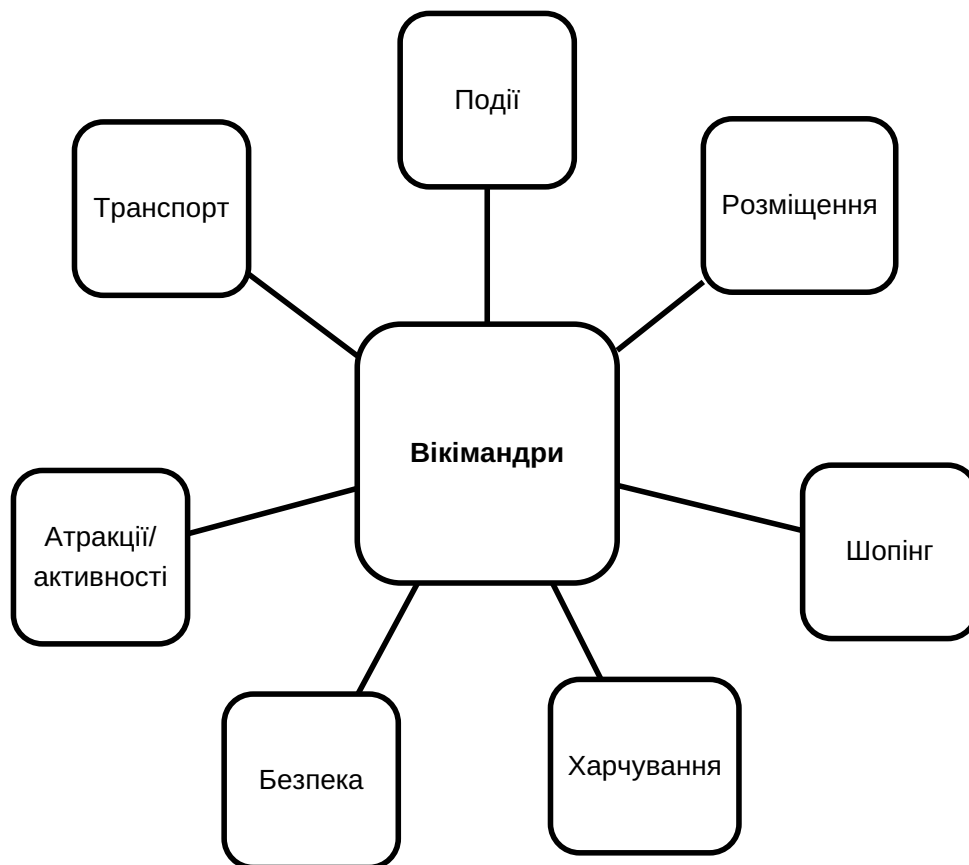 Події
Транспорт
Розміщення
Вікімандри
Атракції/
активності
Шопінг
Безпека
Харчування